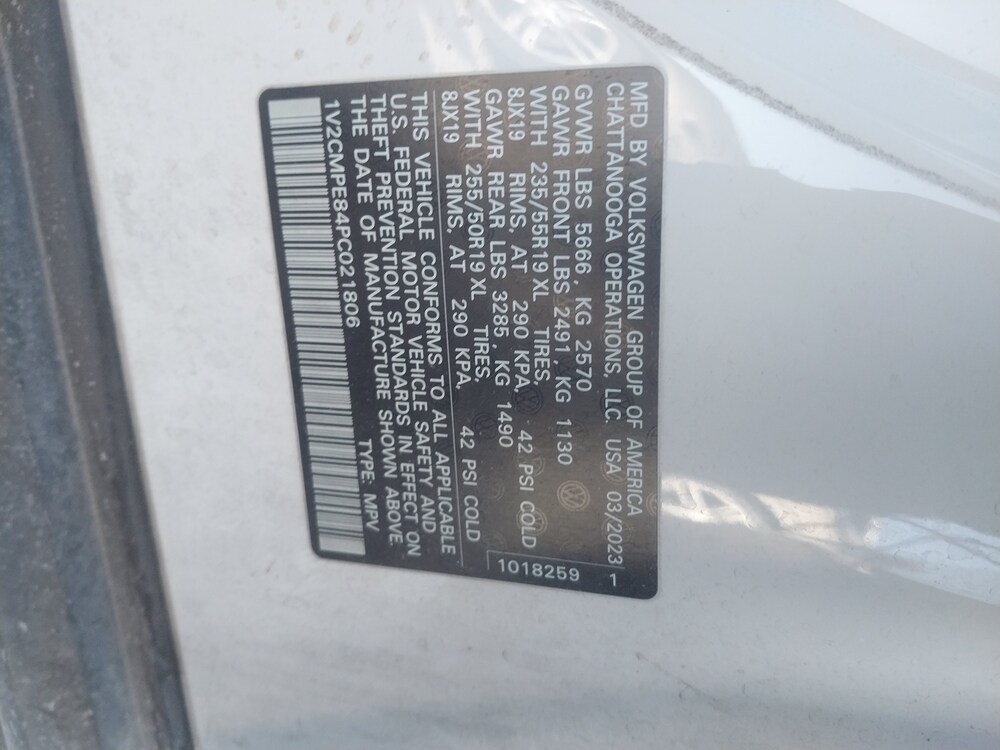 MFD BY VOLKSWAGEN GROUP OF AMERICA
CHATTANOOGA OPERATIONS, LLC. USA 03/2023 1
GVWR LBS 5666, KG 2570
GAWR FRONT LBS 2491, KG 1130
WITH 235/55R19 XL TIRES,
8JX19 RIMS, AT 290 KPA, 42 PSI COLD
GAWR REAR LBS 3285, KG 1490
WITH 255/50R19 XL TIRES,
8JX19 RIMS, AT 290 KPA, 42 PSI COLD
1018259
THIS VEHICLE CONFORMS TO ALL APPLICABLE
U.S. FEDERAL MOTOR VEHICLE SAFETY AND
THEFT PREVENTION STANDARDS IN EFFECT ON
THE DATE OF MANUFACTURE SHOWN ABOVE.
1V2CMPE84PC021806 TYPE: MPV